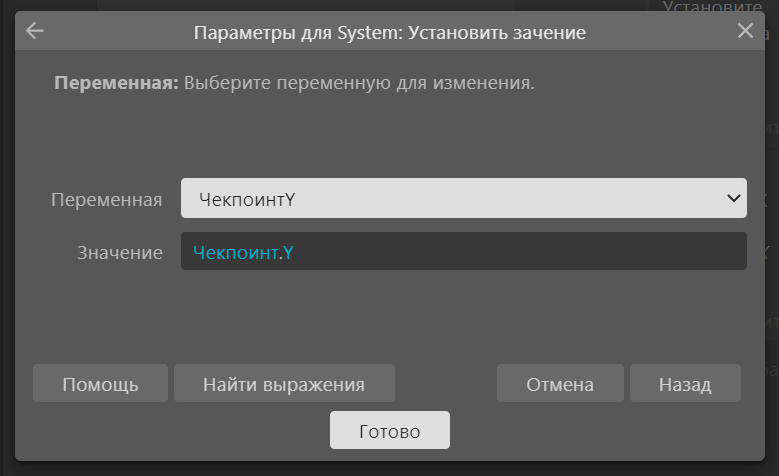 Установите
Параметры для System: Установить зачение
Переменная: Выберите переменную для изменения.
Переменная ЧекпоинтY
Значение Чекпоинт.Y
Помощь Найти выражения Отмена Назад
Готово